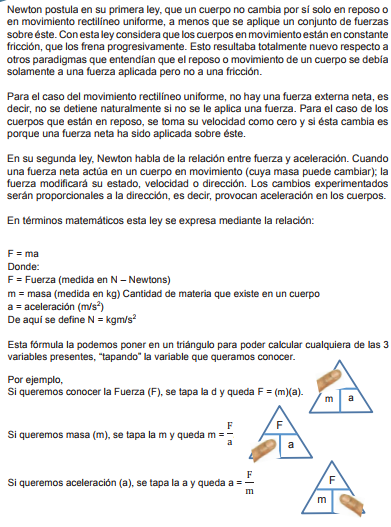 Newton postula en su primera ley, que un cuerpo no cambia por sí solo en reposo o
en movimiento rectilíneo uniforme, a menos que se aplique un conjunto de fuerzas
sobre éste. Con esta ley considera que los cuerpos en movimiento están en constante
fricción, que los frena progresivamente. Esto resultaba totalmente nuevo respecto a
otros paradigmas que entendían que el reposo o movimiento de un cuerpo se debía
solamente a una fuerza aplicada pero no a una fricción.
Para el caso del movimiento rectilíneo uniforme, no hay una fuerza externa neta, es
decir, no se detiene naturalmente si no se le aplica una fuerza. Para el caso de los
cuerpos que están en reposo, se toma su velocidad como cero y si ésta cambia es
porque una fuerza neta ha sido aplicada sobre éste.
En su segunda ley, Newton habla de la relación entre fuerza y aceleración. Cuando
una fuerza neta actúa en un cuerpo en movimiento (cuya masa puede cambiar); la
fuerza modificará su estado, velocidad o dirección. Los cambios experimentados
serán proporcionales a la dirección, es decir, provocan aceleración en los cuerpos.
En términos matemáticos esta ley se expresa mediante la relación:
F = ma
Donde:
F = Fuerza (medida en N – Newtons)
m = masa (medida en kg) Cantidad de materia que existe en un cuerpo
a = aceleración (m/s²)
De aquí se define N = kgm/s²
Esta fórmula la podemos poner en un triángulo para poder calcular cualquiera de las 3
variables presentes, “tapando” la variable que queramos conocer.
Por ejemplo,
Si queremos conocer la Fuerza (F), se tapa la d y queda F = (m)(a).
m a
Si queremos masa (m), se tapa la m y queda m = F/a
F
a
Si queremos aceleración (a), se tapa la a y queda a = F/m
F
m